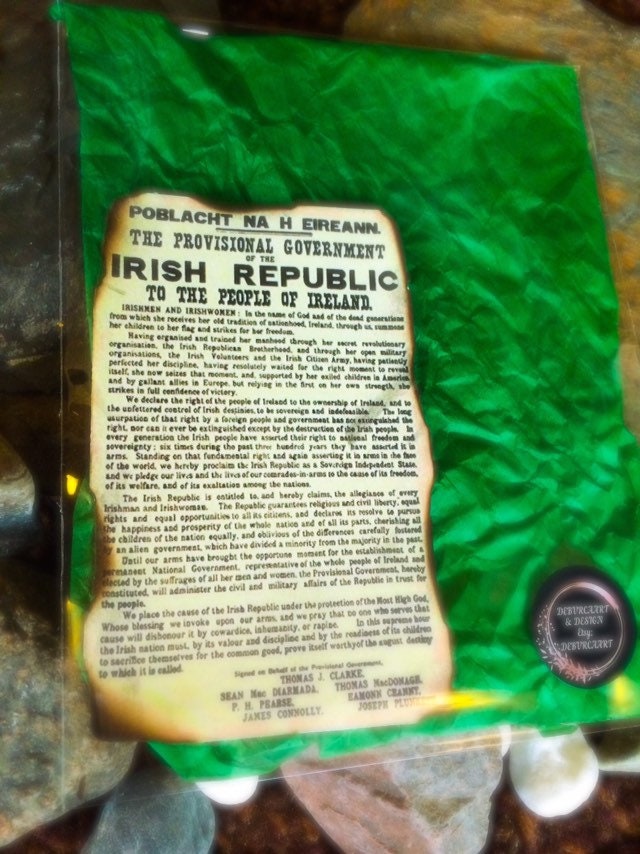 POBLACHT NA H EIREANN.
THE PROVISIONAL GOVERNMENT
OF THE
IRISH REPUBLIC
TO THE PEOPLE OF IRELAND.
IRISHMEN AND IRISHWOMEN: In the name of God and of the dead generations
from which she receives her old tradition of nationhood, Ireland, through us, summons
her children to her flag and strikes for her freedom.
Having organised and trained her manhood through her secret revolutionary
organisation, the Irish Republican Brotherhood, and through her open military
organisations, the Irish Volunteers and the Irish Citizen Army, having patiently
perfected her discipline, having resolutely waited for the right moment to reveal
itself, she now seizes that moment, and, supported by her exiled children in America
and by gallant allies in Europe, but relying in the first on her own strength, she
strikes in full confidence of victory.
We declare the right of the people of Ireland to the ownership of Ireland, and to
the unfettered control of Irish destinies, to be sovereign and indefeasible. The long
usurpation of that right by a foreign people and government has not extinguished the
right, nor can it ever be extinguished except by the destruction of the Irish people. In
every generation the Irish people have asserted their right to national freedom and
sovereignty; six times during the past three hundred years they have asserted it in
arms. Standing on that fundamental right and again asserting it in arms in the face
of the world, we hereby proclaim the Irish Republic as a Sovereign Independent State,
and we pledge our lives and the lives of our comrades-in-arms to the cause of its freedom,
of its welfare, and of its exaltation among the nations.
The Irish Republic is entitled to, and hereby claims, the allegiance of every
Irishman and Irishwoman. The Republic guarantees religious and civil liberty, equal
rights and equal opportunities to all its citizens, and declares its resolve to pursue
the happiness and prosperity of the whole nation and of all its parts, cherishing all
the children of the nation equally, and oblivious of the differences carefully fostered
by an alien government, which have divided a minority from the majority in the past.
Until our arms have brought the opportune moment for the establishment of a
permanent National Government, representative of the whole people of Ireland and
elected by the suffrages of all her men and women, the Provisional Government, hereby
constituted, will administer the civil and military affairs of the Republic in trust for
the people.
We place the cause of the Irish Republic under the protection of the Most High God,
Whose blessing we invoke upon our arms, and we pray that no one who serves that
cause will dishonour it by cowardice, inhumanity, or rapine. In this supreme hour
the Irish nation must, by its valour and discipline and by the readiness of its children
to sacrifice themselves for the common good, prove itself worthy of the august destiny
to which it is called.
Signed on Behalf of the Provisional Government,
THOMAS J. CLARKE,
SEAN Mac DIARMADA, THOMAS MacDONAGH,
P. H. PEARSE, EAMONN CEANNT,
JAMES CONNOLLY, JOSEPH
DEBURCAART
& DESIGN
by:
DEBURCAART